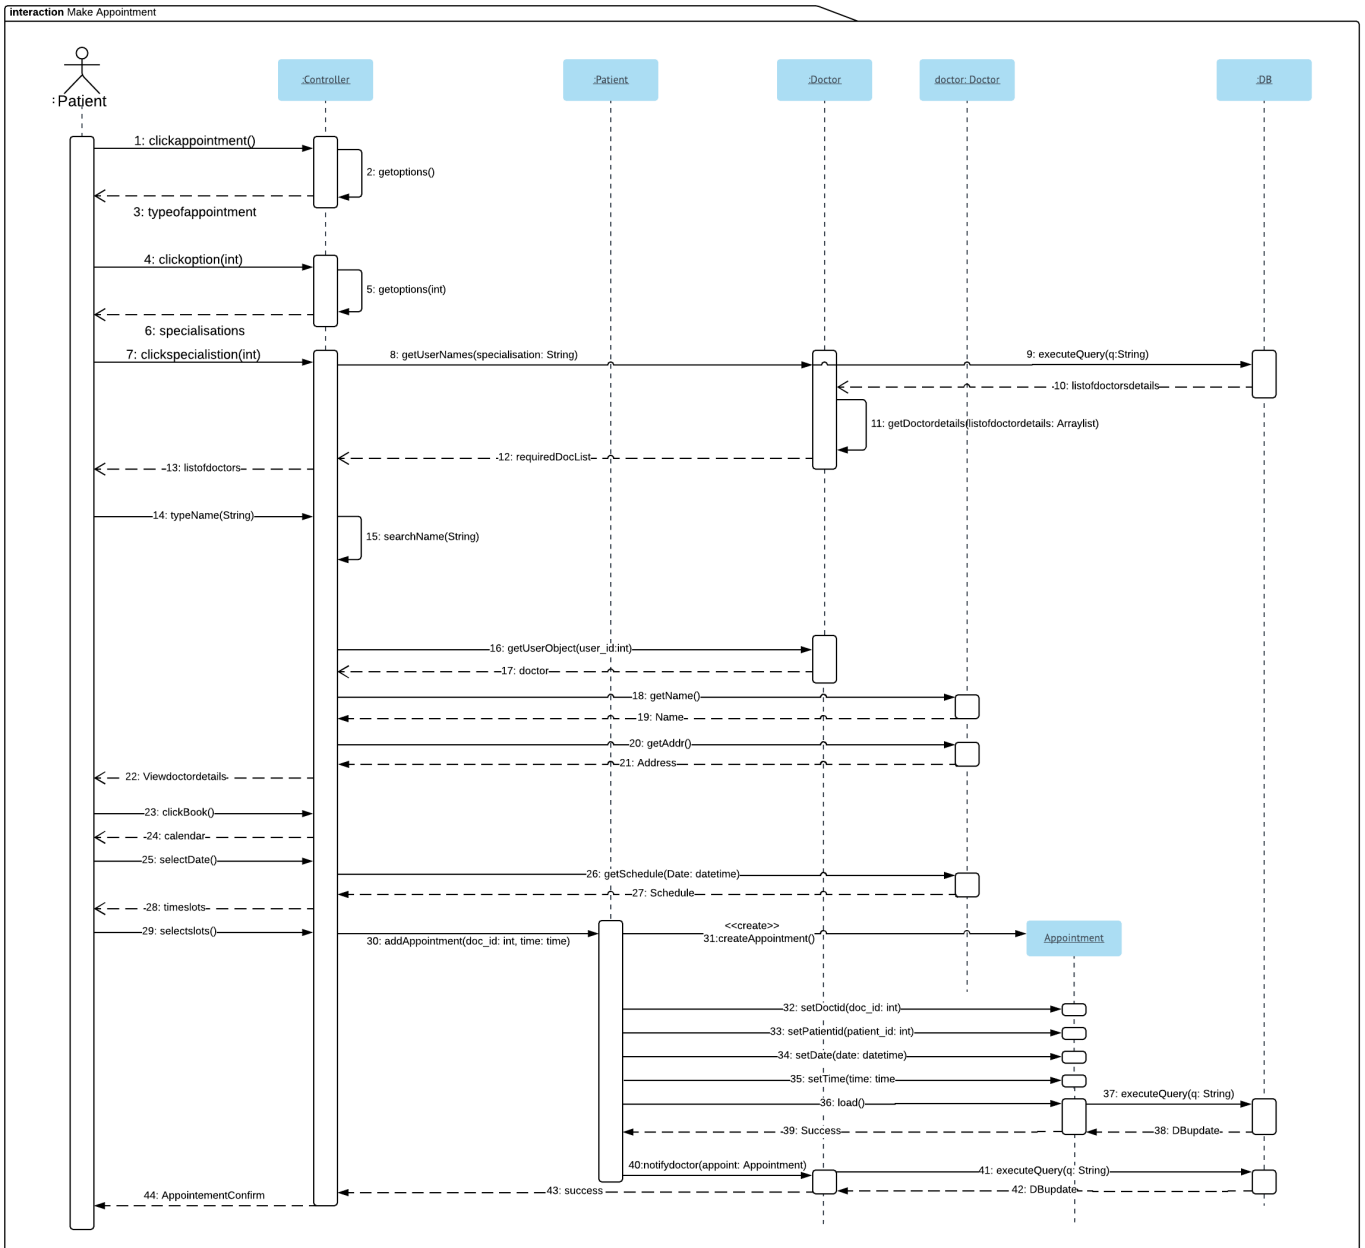 interaction Make Appointment
:Patient
:Controller
:Patient
:Doctor
doctor: Doctor
:DB
1: clickappointment()
2: getoptions()
3: typeofappointment
4: clickoption(int)
5: getoptions(int)
6: specialisations
7: clickspecialistion(int)
8: getUserNames(specialisation: String)
9: executeQuery(q:String)
10: listofdoctorsdetails
11: getDoctordetails(listofdoctordetails: Arraylist)
12: requiredDocList
13: listofdoctors
14: typeName(String)
15: searchName(String)
16: getUserObject(user_id:int)
17: doctor
18: getName()
19: Name
20: getAddr()
21: Address
22: Viewdoctordetails
23: clickBook()
24: calendar
25: selectDate()
26: getSchedule(Date: datetime)
27: Schedule
28: timeslots
29: selectslots()
30: addAppointment(doc_id: int, time: time)
<<create>>
31:createAppointment()
Appointment
32: setDoctid(doc_id: int)
33: setPatientid(patient_id: int)
34: setDate(date: datetime)
35: setTime(time: time
36: load()
37: executeQuery(q: String)
38: DBupdate
39: Success
40:notifydoctor(appoint: Appointment)
41: executeQuery(q: String)
42: DBupdate
43: success
44: AppointementConfirm